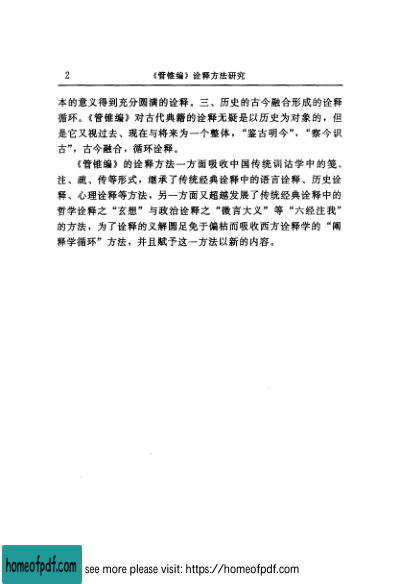 2 《管锥编》诠释方法研究
本的意义得到充分圆满的诠释。三、历史的古今融合形成的诠释
循环。《管锥编》对古代典籍的诠释无疑是以历史为对象的，但
是它又视过去、现在与将来为一个整体，“鉴古明今”，“察今识
古”，古今融合，循环诠释。
《管锥编》的诠释方法一方面吸收中国传统训诂学中的笺、
注、疏、传等形式，继承了传统经典诠释中的语言诠释、历史诠
释、心理诠释等方法，另一方面又超越发展了传统经典诠释中的
哲学诠释之“玄想”与政治诠释之“微言大义”等“六经注我”
的方法，为了诠释的义解圆足免于偏枯而吸收西方诠释学的“阐
释学循环”方法，并且赋予这一方法以新的内容。
homeofpdf.com see more please visit: https://homeofpdf.com